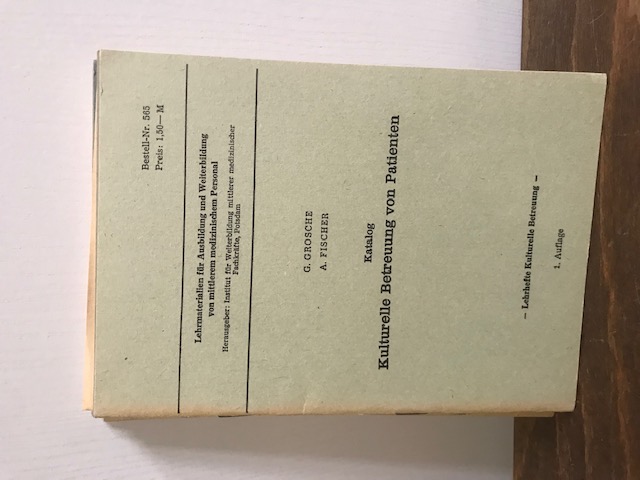 Bestell-Nr. 565
Preis: 1,50— M
Lehrmaterialien für Ausbildung und Weiterbildung
von mittlerem medizinischem Personal
Herausgeber: Institut für Weiterbildung mittlerer medizinischer
Fachkräfte, Potsdam
G. GROSCHE
A. FISCHER
Katalog
Kulturelle Betreuung von Patienten
— Lehrhefte Kulturelle Betreuung —
1. Auflage